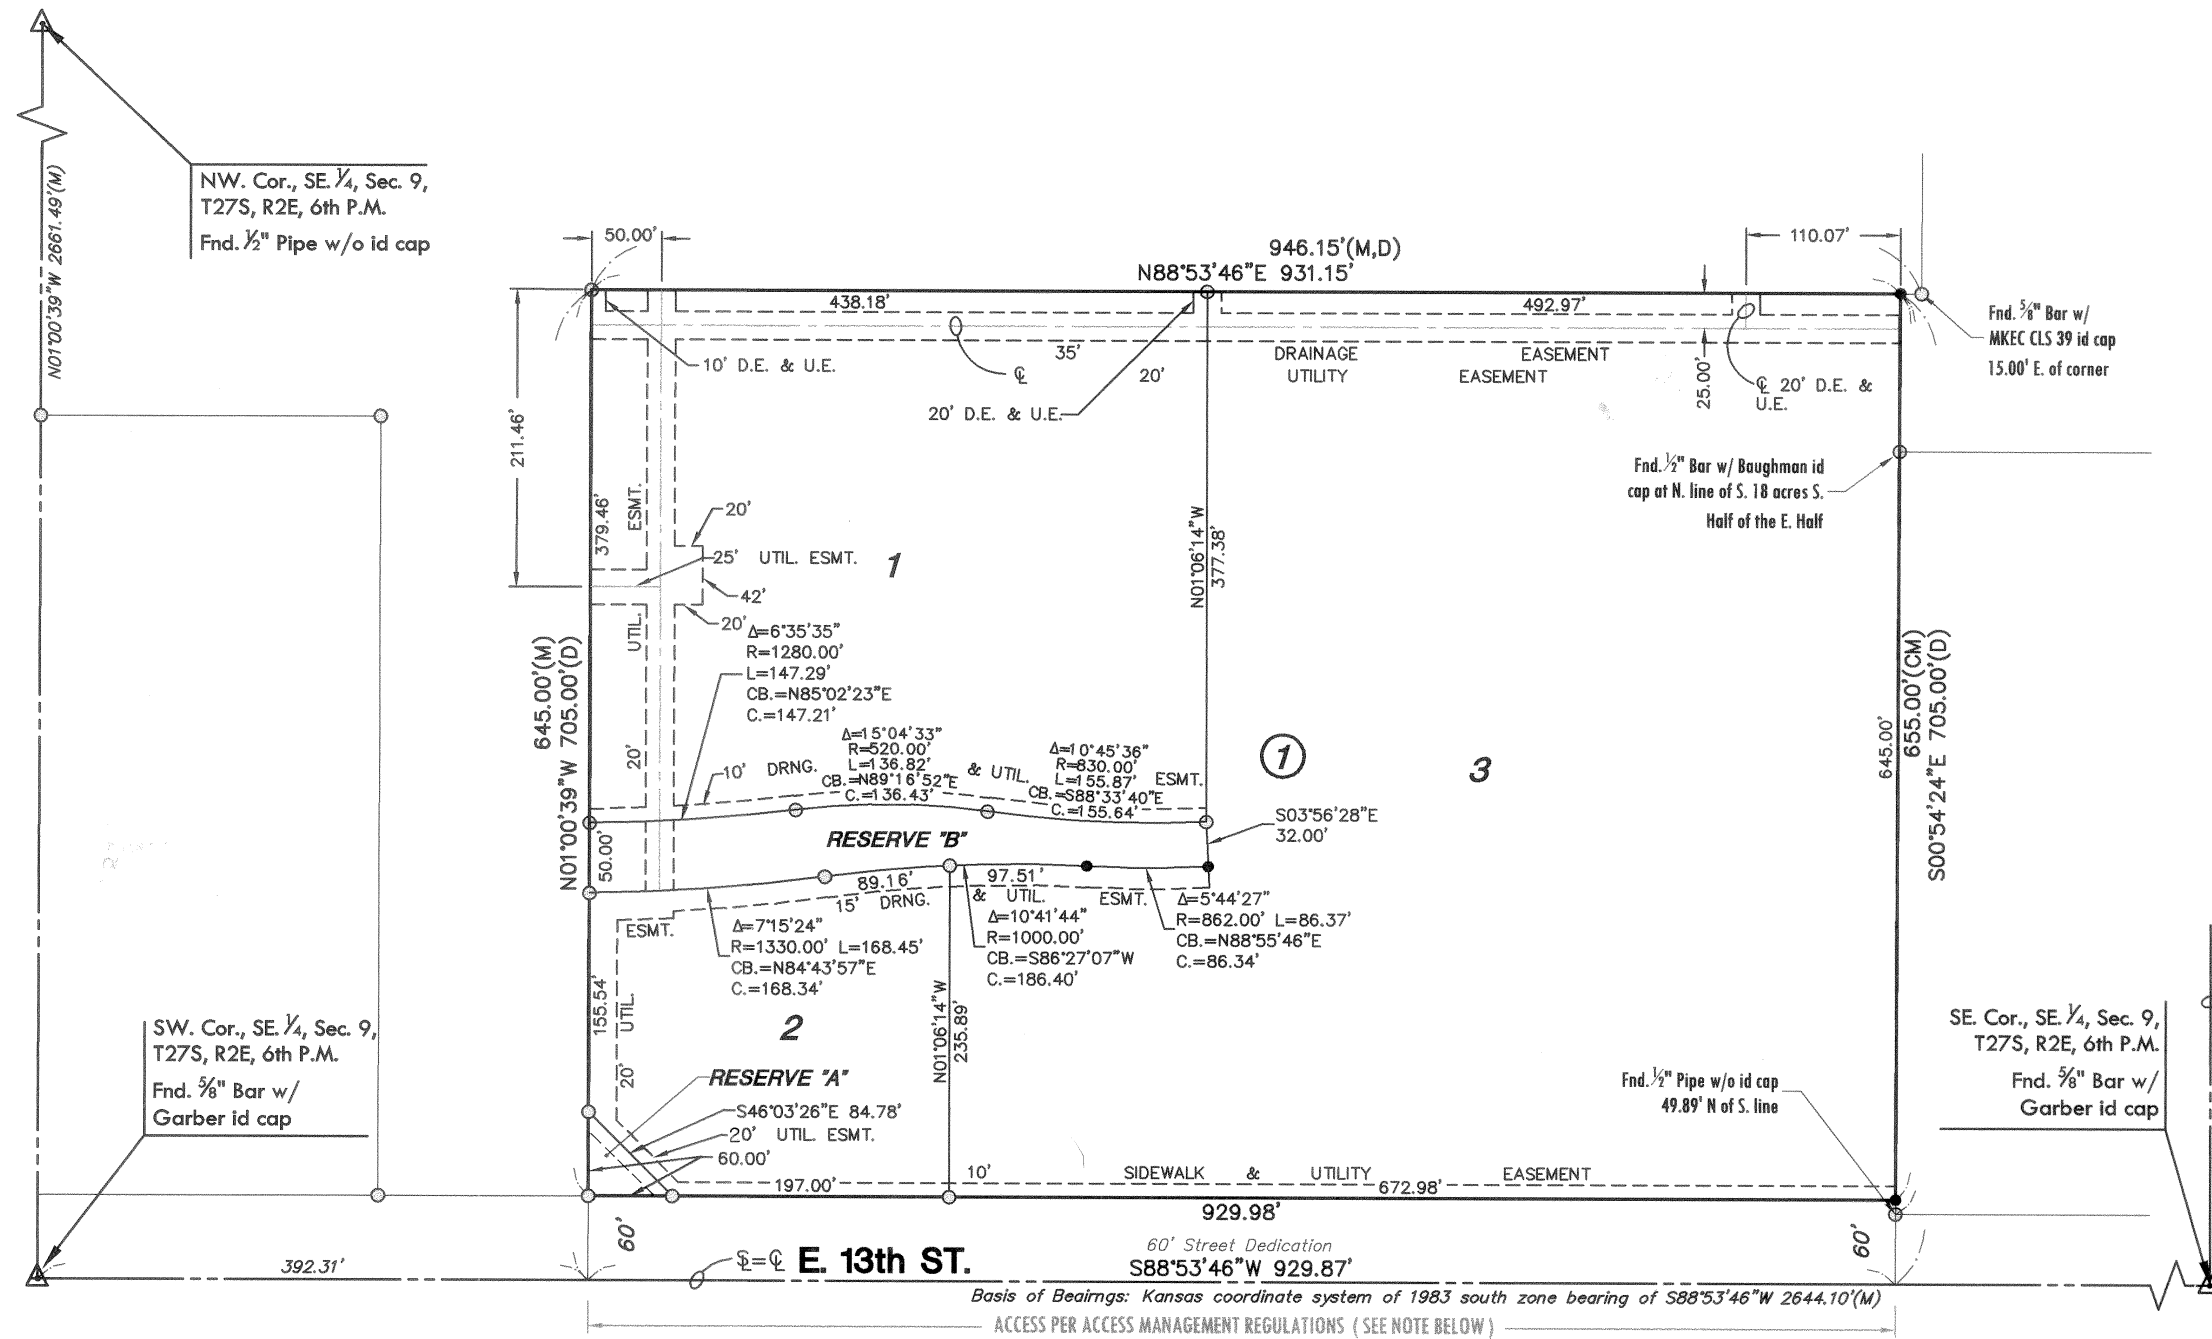 N01°00'39"W 2661.49'(M)
NW. Cor., SE. 1/4, Sec. 9,
T27S, R2E, 6th P.M.
Fnd. 1/2" Pipe w/o id cap
50.00'
946.15'(M,D)
N88°53'46"E 931.15'
110.07'
438.18'
492.97'
Fnd. 5/8" Bar w/
MKEC CLS 39 id cap
15.00' E. of corner
10' D.E. & U.E.
35'
℄
20'
DRAINAGE EASEMENT
UTILITY EASEMENT
25.00'
℄ 20' D.E. &
U.E.
20' D.E. & U.E.
211.46'
Fnd. 1/2" Bar w/ Baughman id
cap at N. line of S. 18 acres S.
Half of the E. Half
379.46'
ESMT.
20'
25' UTIL. ESMT.
1
42'
20'
UTIL.
20'
N01°06'14"W
377.38'
Δ=6°35'35"
R=1280.00'
L=147.29'
CB.=N85°02'23"E
C.=147.21'
645.00'(M)
N01°00'39"W 705.00'(D)
Δ=15°04'33"
R=520.00'
L=136.82'
CB.=N89°16'52"E
C.=136.43'
Δ=10°45'36"
R=830.00'
L=155.87'
CB.=S88°33'40"E
C.=155.64'
10' DRNG. & UTIL. ESMT.
1
3
645.00'
655.00'(CM)
S00°54'24"E 705.00'(D)
S03°56'28"E
32.00'
RESERVE "B"
50.00'
89.16'
97.51'
15' DRNG. & UTIL. ESMT.
ESMT.
Δ=7°15'24"
R=1330.00' L=168.45'
CB.=N84°43'57"E
C.=168.34'
Δ=10°41'44"
R=1000.00'
CB.=S86°27'07"W
C.=186.40'
Δ=5°44'27"
R=862.00' L=86.37'
CB.=N88°55'46"E
C.=86.34'
155.54'
UTIL.
20'
2
N01°06'14"W
235.89'
SW. Cor., SE. 1/4, Sec. 9,
T27S, R2E, 6th P.M.
Fnd. 5/8" Bar w/
Garber id cap
RESERVE "A"
S46°03'26"E 84.78'
20' UTIL. ESMT.
60.00'
Fnd. 1/2" Pipe w/o id cap
49.89' N of S. line
SE. Cor., SE. 1/4, Sec. 9,
T27S, R2E, 6th P.M.
Fnd. 5/8" Bar w/
Garber id cap
10' SIDEWALK & UTILITY EASEMENT
197.00'
672.98'
929.98'
60'
60'
392.31'
E. 13th ST.
60' Street Dedication
S88°53'46"W 929.87'
Basis of Beairngs: Kansas coordinate system of 1983 south zone bearing of S88°53'46"W 2644.10'(M)
ACCESS PER ACCESS MANAGEMENT REGULATIONS ( SEE NOTE BELOW )